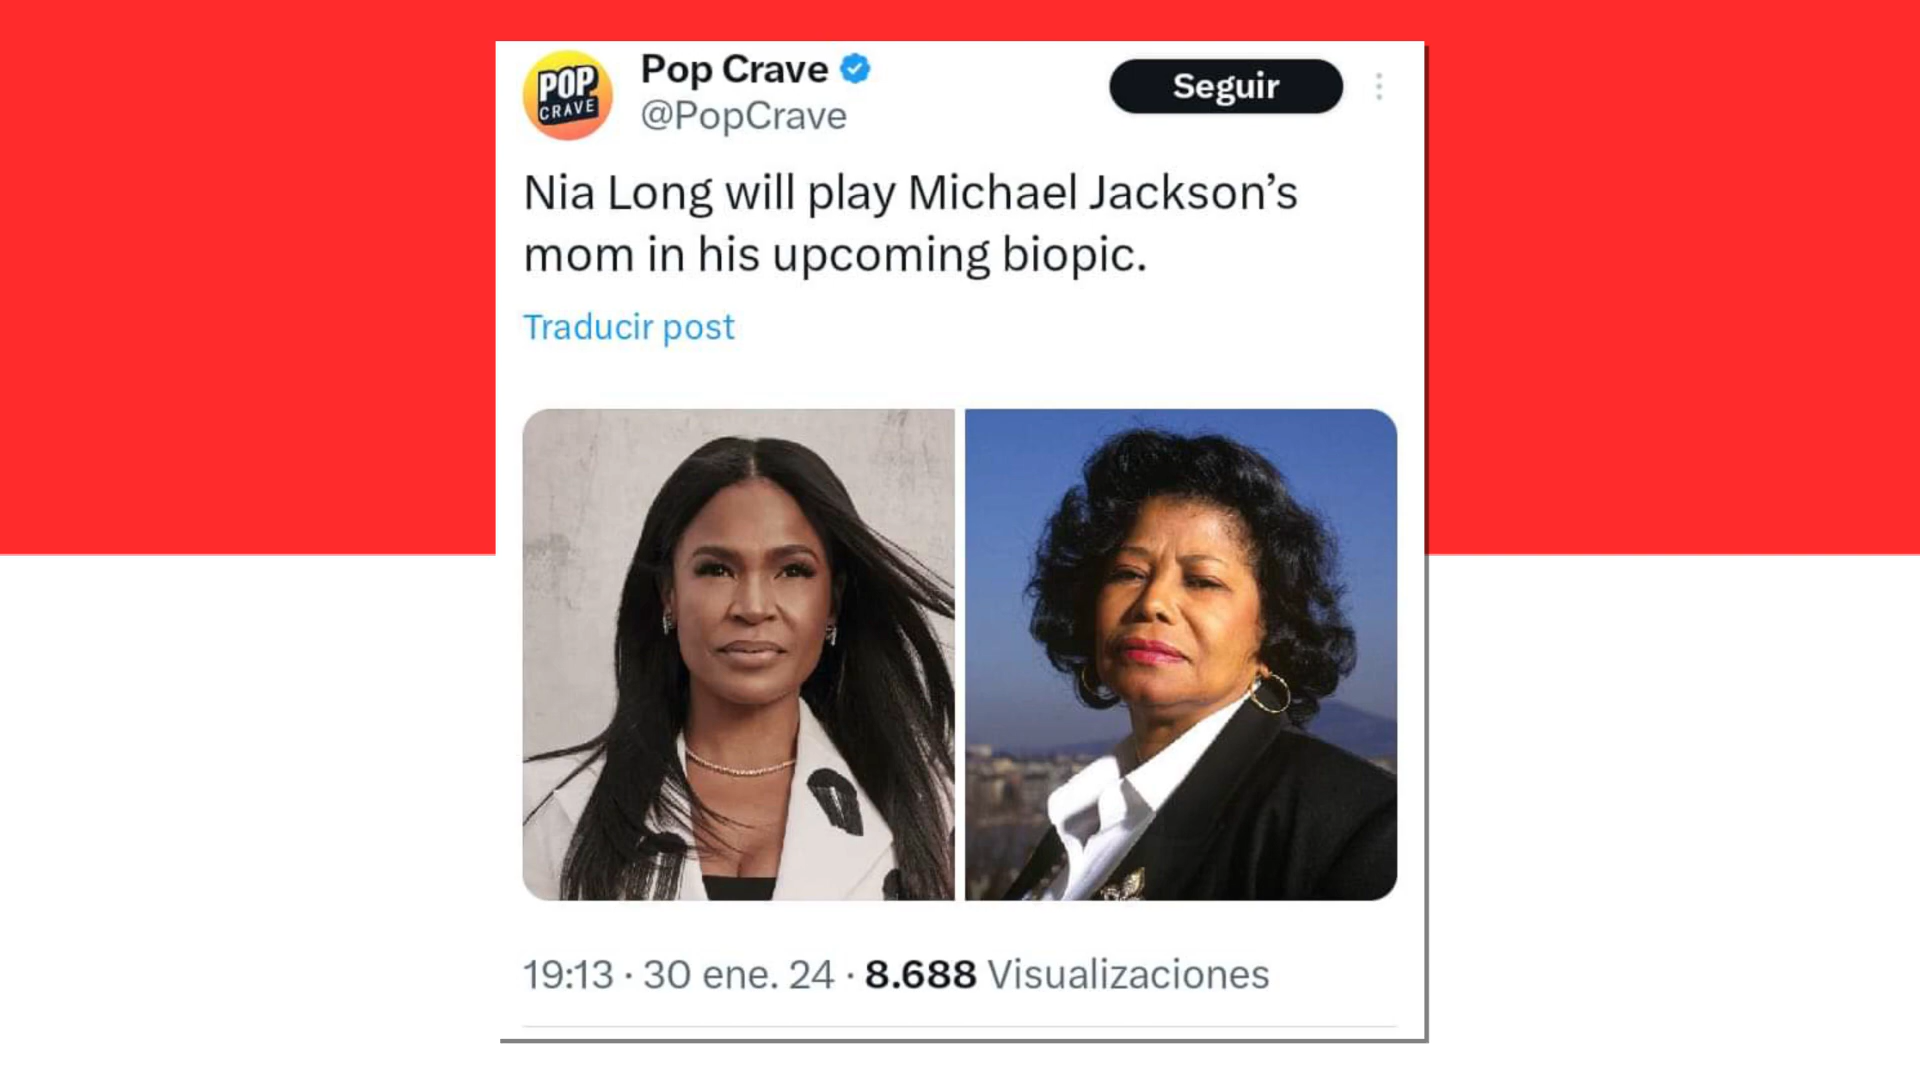 POP
CRAVE
Pop Crave
@PopCrave
Seguir
Nia Long will play Michael Jackson’s
mom in his upcoming biopic.
Traducir post
19:13 · 30 ene. 24 · 8.688 Visualizaciones